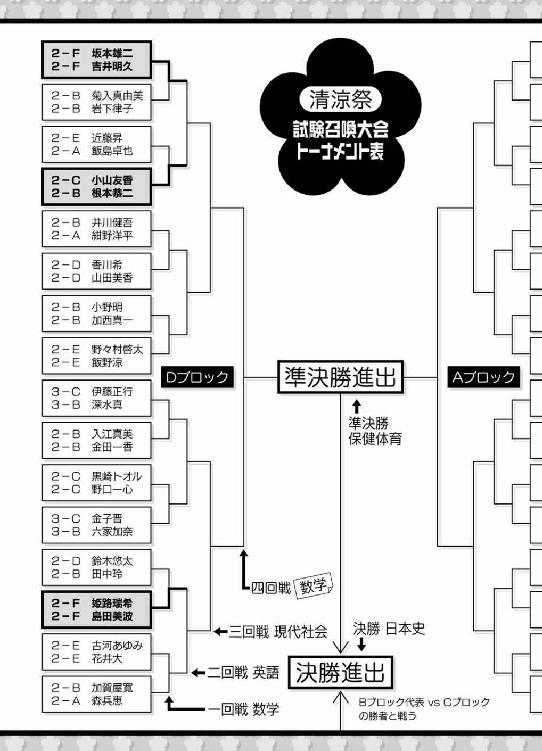 2-F 坂本雄二
2-F 吉井明久
2-B 菊入真由美
2-B 岩下律子
2-E 近藤昇
2-A 飯島卓也
2-C 小山友香
2-B 根本恭二
2-B 井川健吾
2-A 紺野洋平
2-D 香川希
2-D 山田美香
2-B 小野明
2-B 加西真一
2-E 野々村啓太
2-E 飯野涼
3-C 伊藤正行
3-B 深水真
2-B 入江真美
2-B 金田一香
2-C 黒崎トオル
2-C 野口一心
3-C 金子晋
3-B 六家加奈
2-D 鈴木悠太
2-B 田中玲
2-F 姫路瑞希
2-F 島田美波
2-E 古河あゆみ
2-E 花井大
2-B 加賀屋寛
2-A 森兵恵
清涼祭
試験召喚大会
トーナメント表
Dブロック
準決勝進出
Aブロック
準決勝
保健体育
四回戦 数学
三回戦 現代社会
二回戦 英語
一回戦 数学
決勝 日本史
決勝進出
Bブロック代表 vs Cブロック
の勝者と戦う